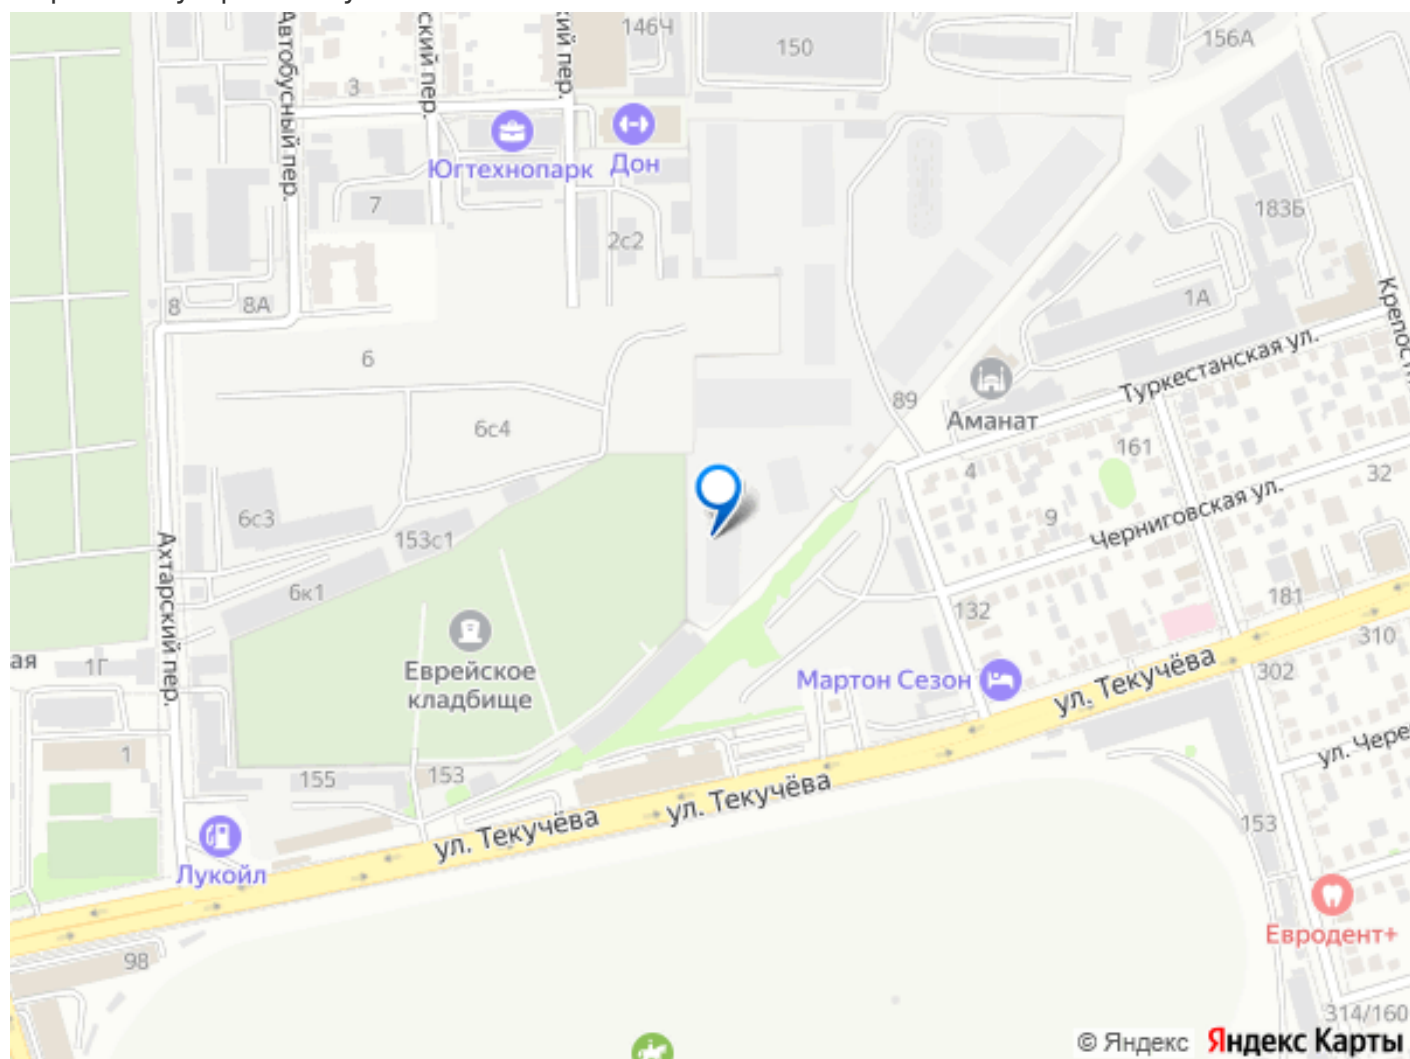 146Ч
150
156А
Автобусный пер.
ский пер.
кий пер.
3
Югтехнопарк
Дон
7
2с2
183Б
8
8А
1А
Крепос
6
Туркестанская ул.
89
Аманат
6с4
161
4
32
6с3
153с1
9
Черниговская ул.
Ахтарский пер.
6к1
132
181
ая
1Г
Еврейское
кладбище
Мартон Сезон
ул. Текучёва
302
310
ул. Чере
1
155
153
ул. Текучёва
ул. Текучёва
153
Лукойл
Евродент+
98
314/160
© Яндекс
Яндекс Карты